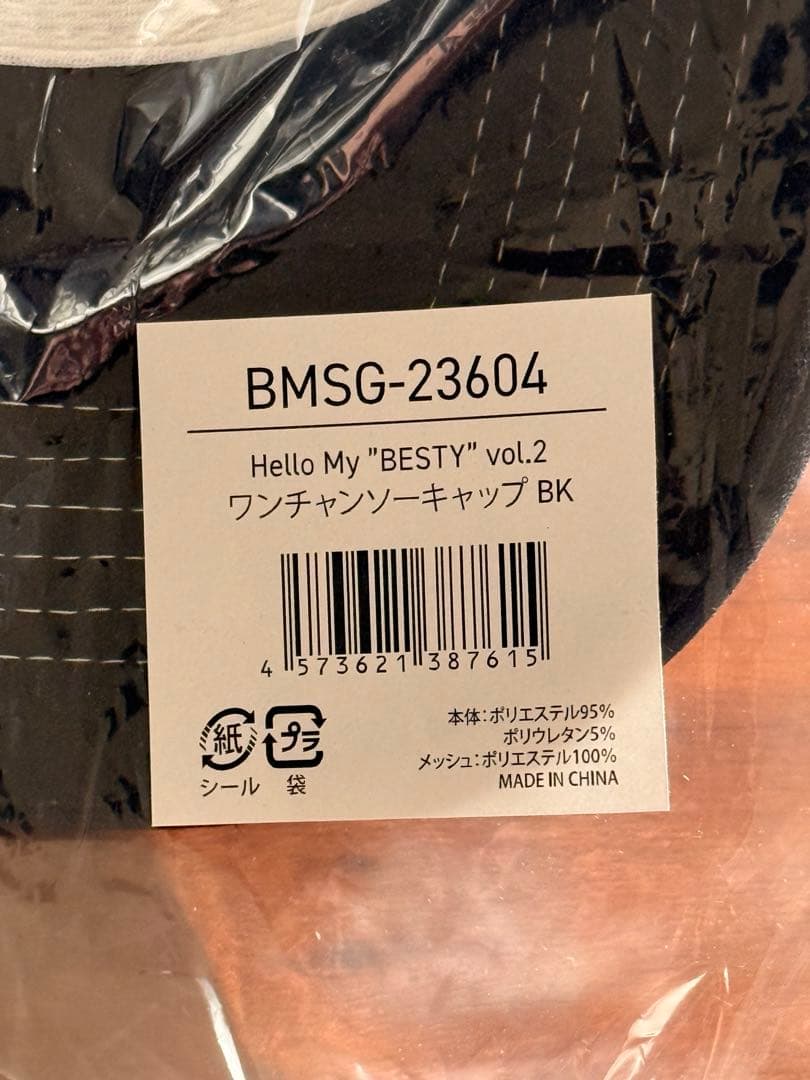 BMSG-23604
Hello My ”BESTY” vol.2
ワンチャンソーキャップ BK
4 573621 387615
紙 プラ
シール 袋
本体：ポリエステル95%
ポリウレタン5%
メッシュ：ポリエステル100%
MADE IN CHINA